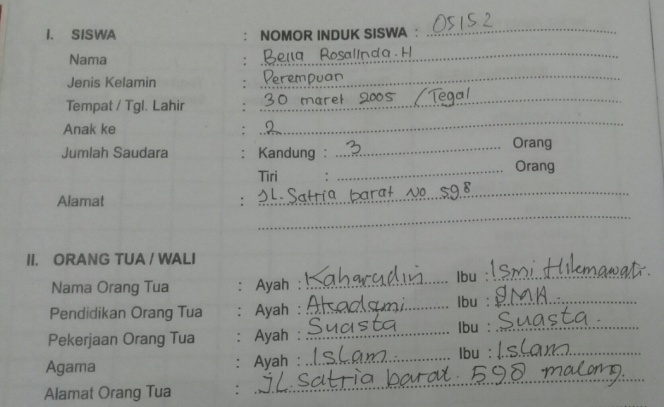 I. SISWA : NOMOR INDUK SISWA : 05152
Nama : Bella Rosalinda.H
Jenis Kelamin : Perempuan
Tempat / Tgl. Lahir : 30 maret 2005 / Tegal
Anak ke : 2
Jumlah Saudara : Kandung : 3 Orang
Tiri : Orang
Alamat : JL. Satria barat No 598
II. ORANG TUA / WALI
Nama Orang Tua : Ayah : Kaharudin Ibu : Ismi Hikmawati.
Pendidikan Orang Tua : Ayah : Akademi Ibu : SMA.
Pekerjaan Orang Tua : Ayah : Suasta Ibu : Suasta.
Agama : Ayah : Islam. Ibu : Islam
Alamat Orang Tua : JL. Satria barat. 598 malang.